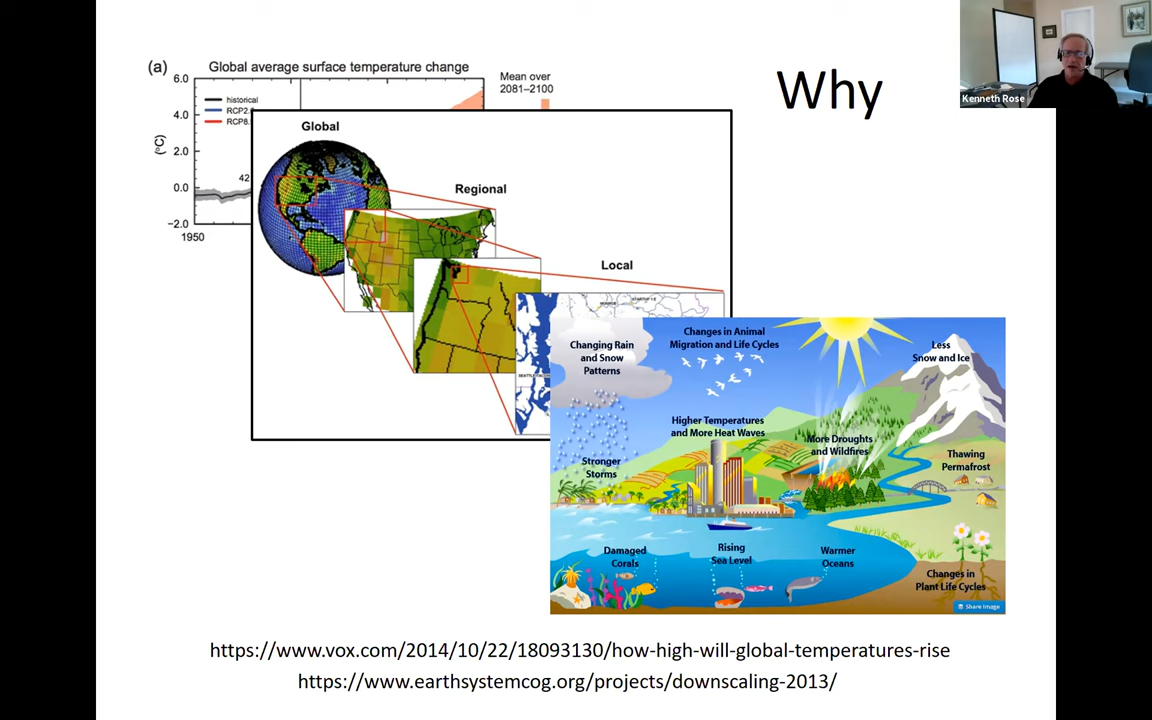 (a) Global average surface temperature change
Mean over
2081–2100
Why
Kenneth Rose
6.0
4.0
2.0
0.0
−2.0
(°C)
historical
RCP2.
RCP8.
42
1950
Global
Regional
Local
Changing Rain
and Snow
Patterns
Changes in Animal
Migration and Life Cycles
Less
Snow and Ice
Higher Temperatures
and More Heat Waves
More Droughts
and Wildfires
Stronger
Storms
Thawing
Permafrost
Damaged
Corals
Rising
Sea Level
Warmer
Oceans
Changes in
Plant Life Cycles
Share Image
https://www.vox.com/2014/10/22/18093130/how-high-will-global-temperatures-rise
https://www.earthsystemcog.org/projects/downscaling-2013/